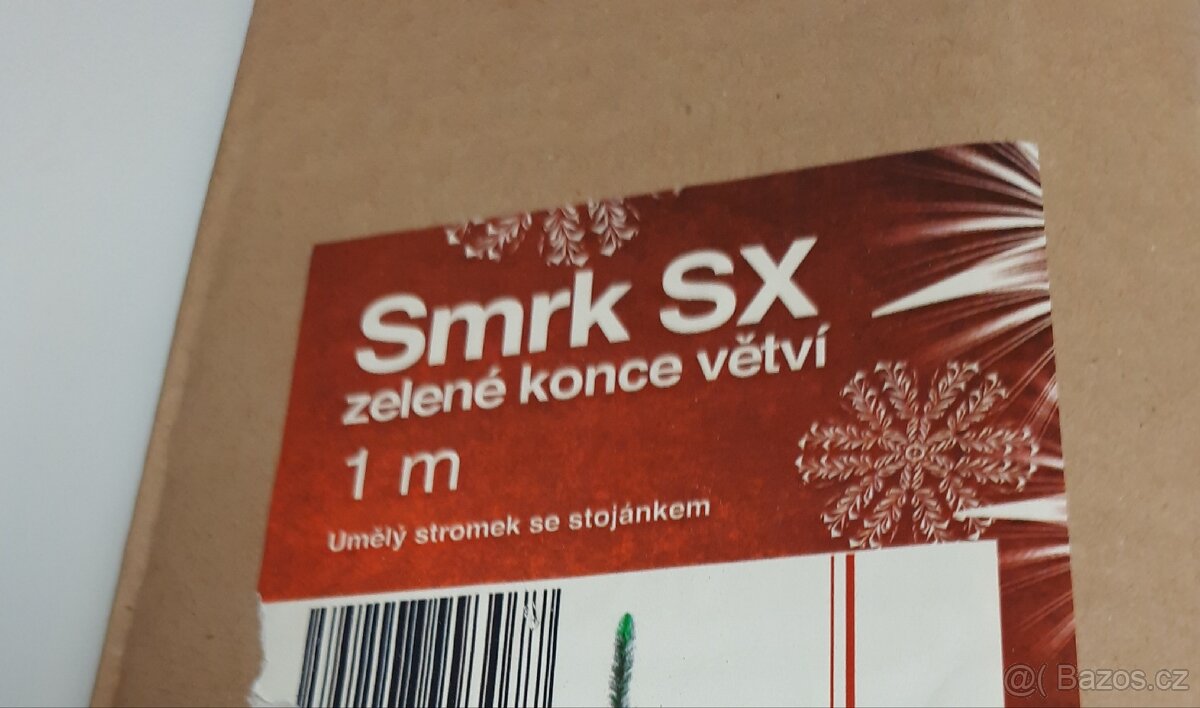 Smrk SX
zelené konce větví
1 m
Umělý stromek se stojánkem
@( Bazos.cz